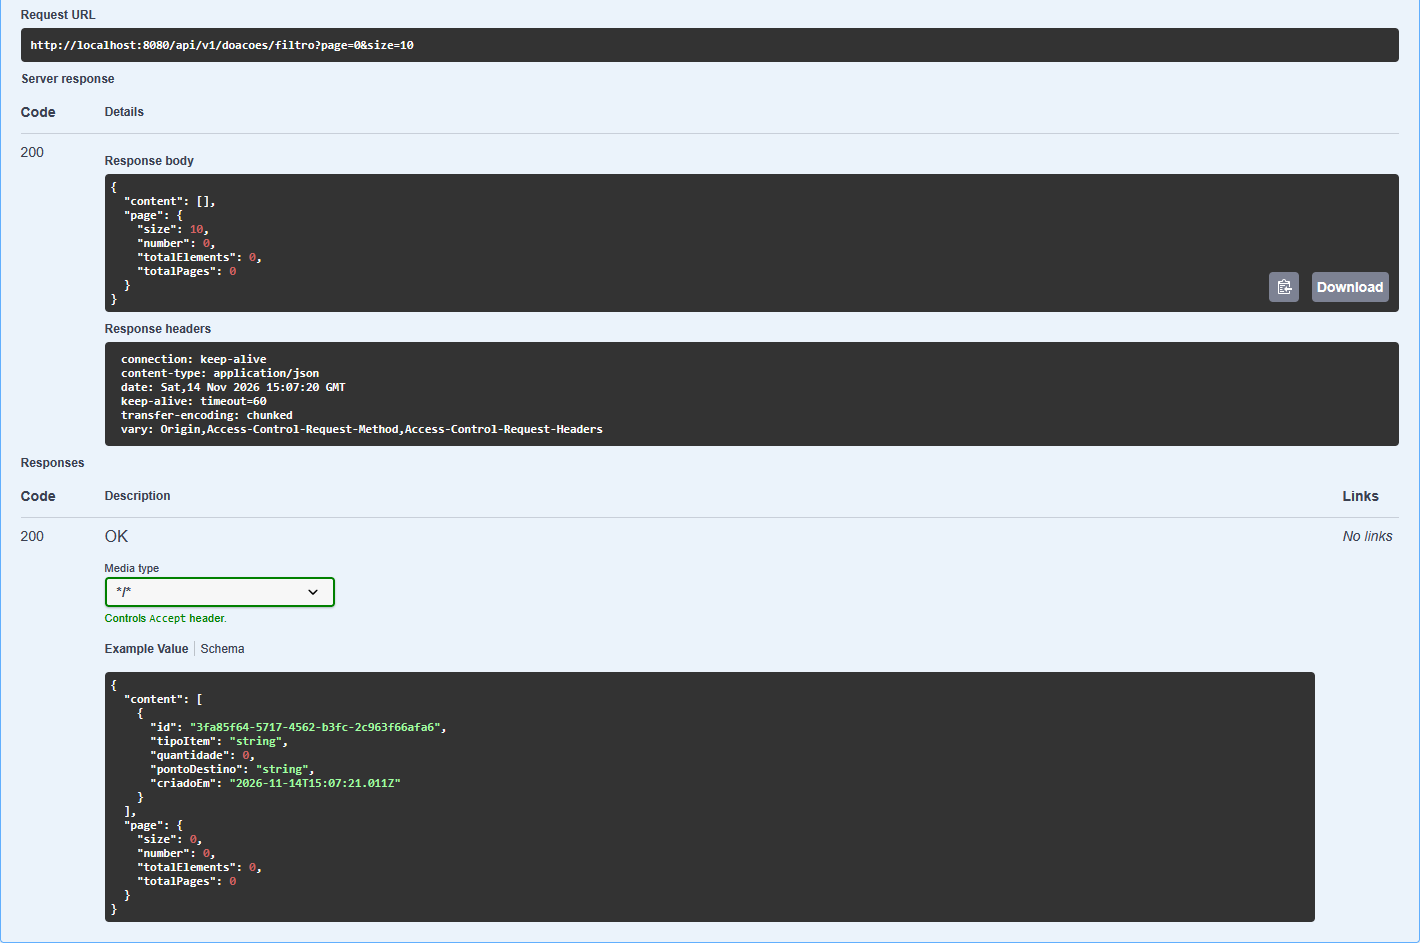 Request URL
http://localhost:8080/api/v1/doacoes/filtro?page=0&size=10
Server response
Code Details
200
Response body
{
  "content": [],
  "page": {
    "size": 10,
    "number": 0,
    "totalElements": 0,
    "totalPages": 0
  }
}
Download
Response headers
connection: keep-alive
content-type: application/json
date: Sat,14 Nov 2026 15:07:20 GMT
keep-alive: timeout=60
transfer-encoding: chunked
vary: Origin,Access-Control-Request-Method,Access-Control-Request-Headers
Responses
Code Description Links
200 OK No links
Media type
*/*
Controls Accept header.
Example Value Schema
{
  "content": [
    {
      "id": "3fa85f64-5717-4562-b3fc-2c963f66afa6",
      "tipoItem": "string",
      "quantidade": 0,
      "pontoDestino": "string",
      "criadoEm": "2026-11-14T15:07:21.011Z"
    }
  ],
  "page": {
    "size": 0,
    "number": 0,
    "totalElements": 0,
    "totalPages": 0
  }
}